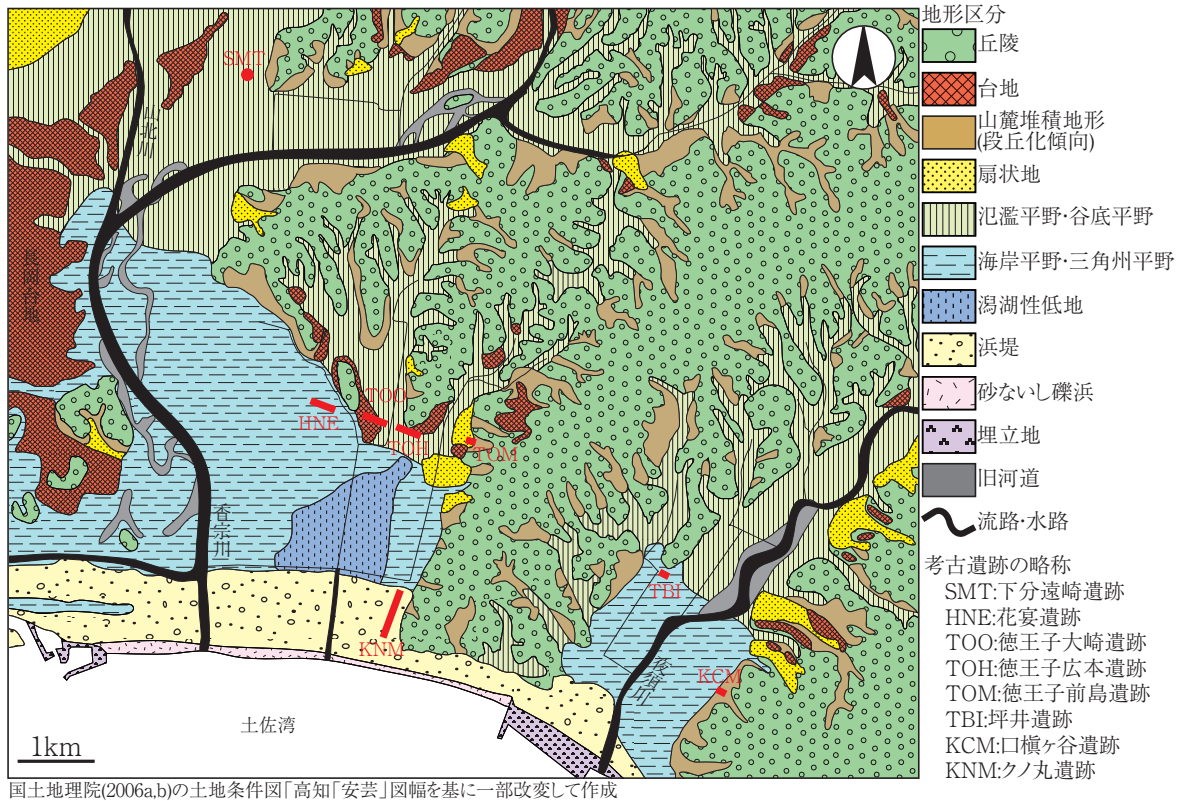 地形区分
丘陵
台地
山麓堆積地形
(段丘化傾向)
扇状地
氾濫平野・谷底平野
海岸平野・三角州平野
潟湖性低地
浜堤
砂ないし礫浜
埋立地
旧河道
流路・水路
考古遺跡の略称
SMT:下分遠崎遺跡
HNE:花宴遺跡
TOO:徳王子大崎遺跡
TOH:徳王子広本遺跡
TOM:徳王子前島遺跡
TBI:坪井遺跡
KCM:口槇ヶ谷遺跡
KNM:クノ丸遺跡
SMT
山北川
TOO
HNE
TOH
TOM
香宗川
TBI
KNM
KCM
夜須川
土佐湾
1km
国土地理院(2006a,b)の土地条件図「高知「安芸」図幅を基に一部改変して作成